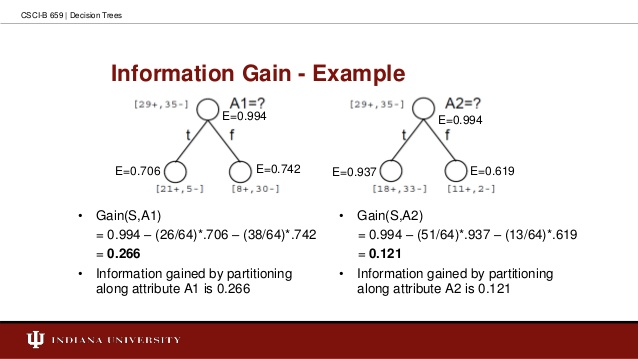 CSCI-B 659 | Decision Trees
Information Gain - Example
[29+,35-] A1=?
E=0.994
t f
E=0.706 E=0.742
[21+,5-] [8+,30-]
• Gain(S,A1)
= 0.994 – (26/64)*.706 – (38/64)*.742
= 0.266
• Information gained by partitioning
along attribute A1 is 0.266
[29+,35-] A2=?
E=0.994
t f
E=0.937 E=0.619
[18+,33-] [11+,2-]
• Gain(S,A2)
= 0.994 – (51/64)*.937 – (13/64)*.619
= 0.121
• Information gained by partitioning
along attribute A2 is 0.121
INDIANA UNIVERSITY